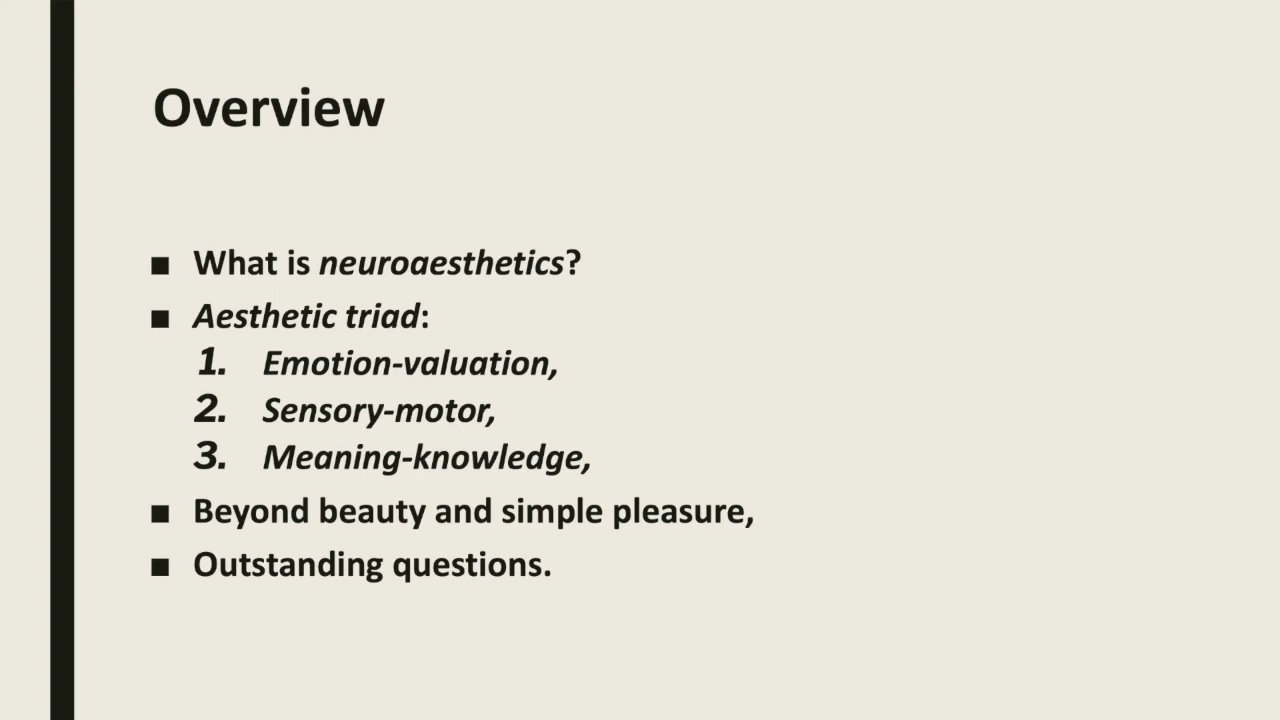 Overview
■ What is neuroaesthetics?
■ Aesthetic triad:
1. Emotion-valuation,
2. Sensory-motor,
3. Meaning-knowledge,
■ Beyond beauty and simple pleasure,
■ Outstanding questions.